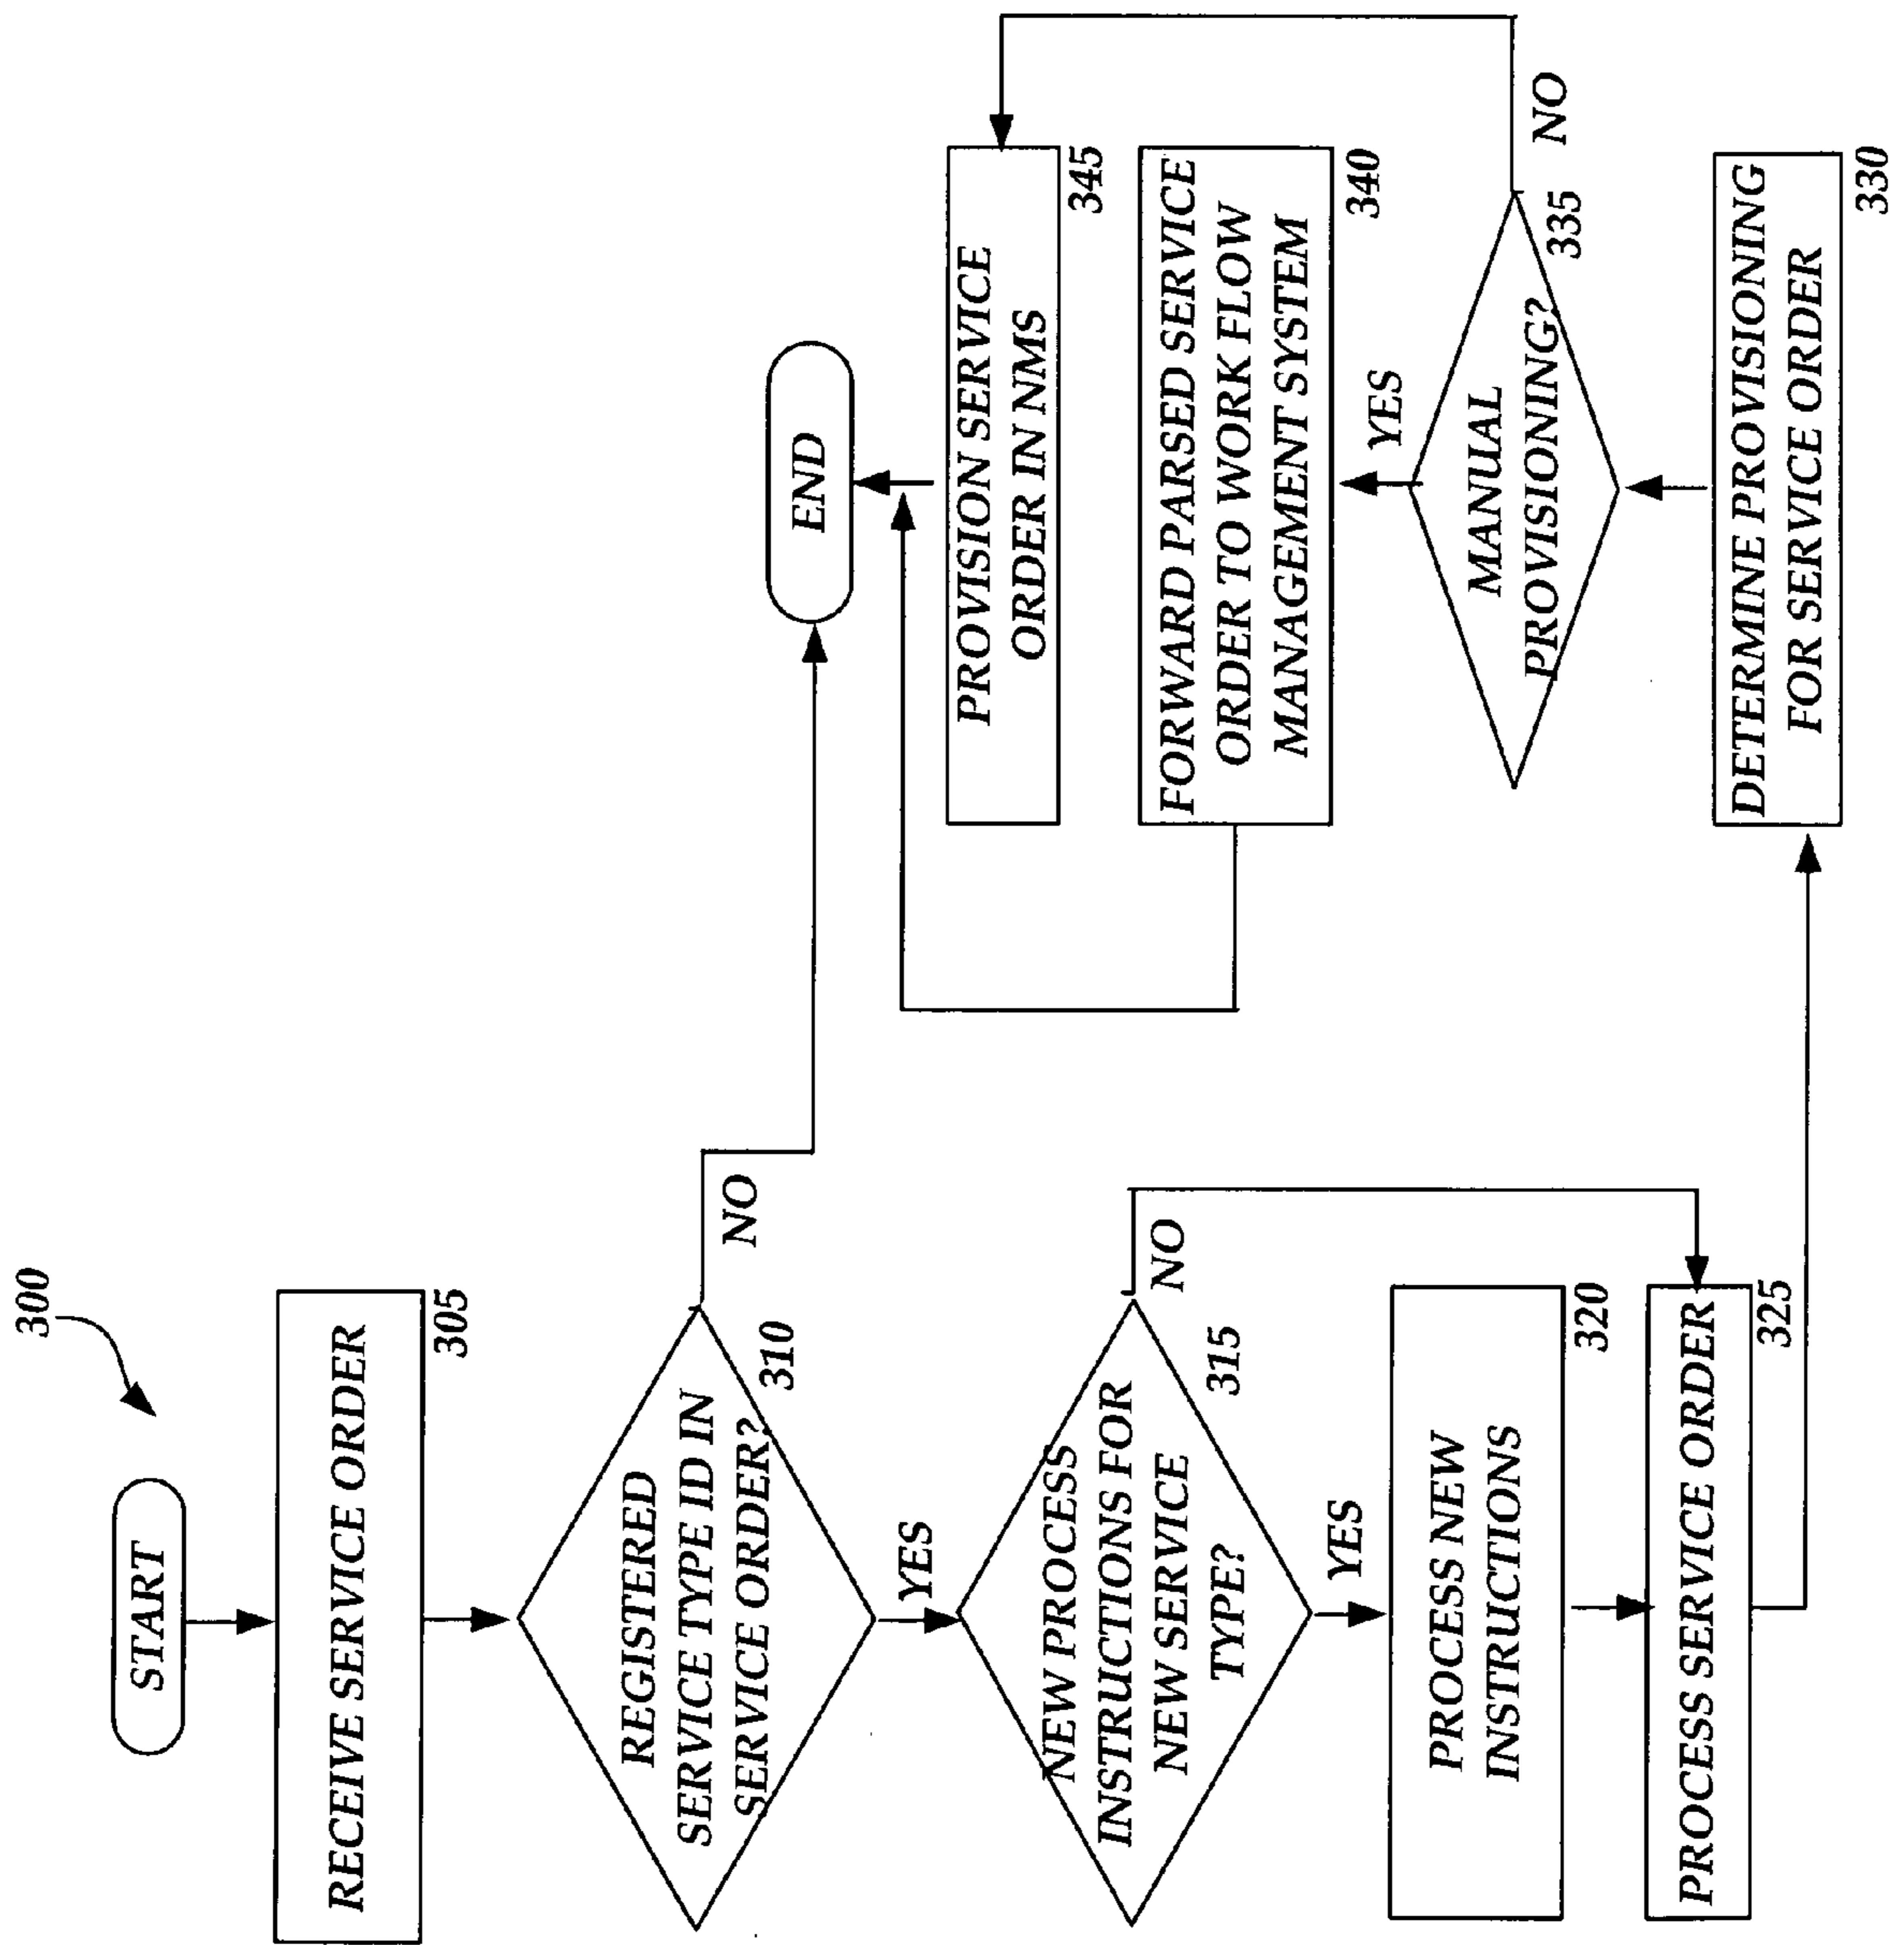 300
START
RECEIVE SERVICE ORDER
305
REGISTERED
SERVICE TYPE ID IN
SERVICE ORDER?
310
NO
YES
NEW PROCESS
INSTRUCTIONS FOR
NEW SERVICE
TYPE?
315
NO
YES
PROCESS NEW
INSTRUCTIONS
320
PROCESS SERVICE ORDER
325
END
PROVISION SERVICE
ORDER IN NMS
345
FORWARD PARSED SERVICE
ORDER TO WORK FLOW
MANAGEMENT SYSTEM
340
YES
MANUAL
PROVISIONING?
335
NO
DETERMINE PROVISIONING
FOR SERVICE ORDER
330